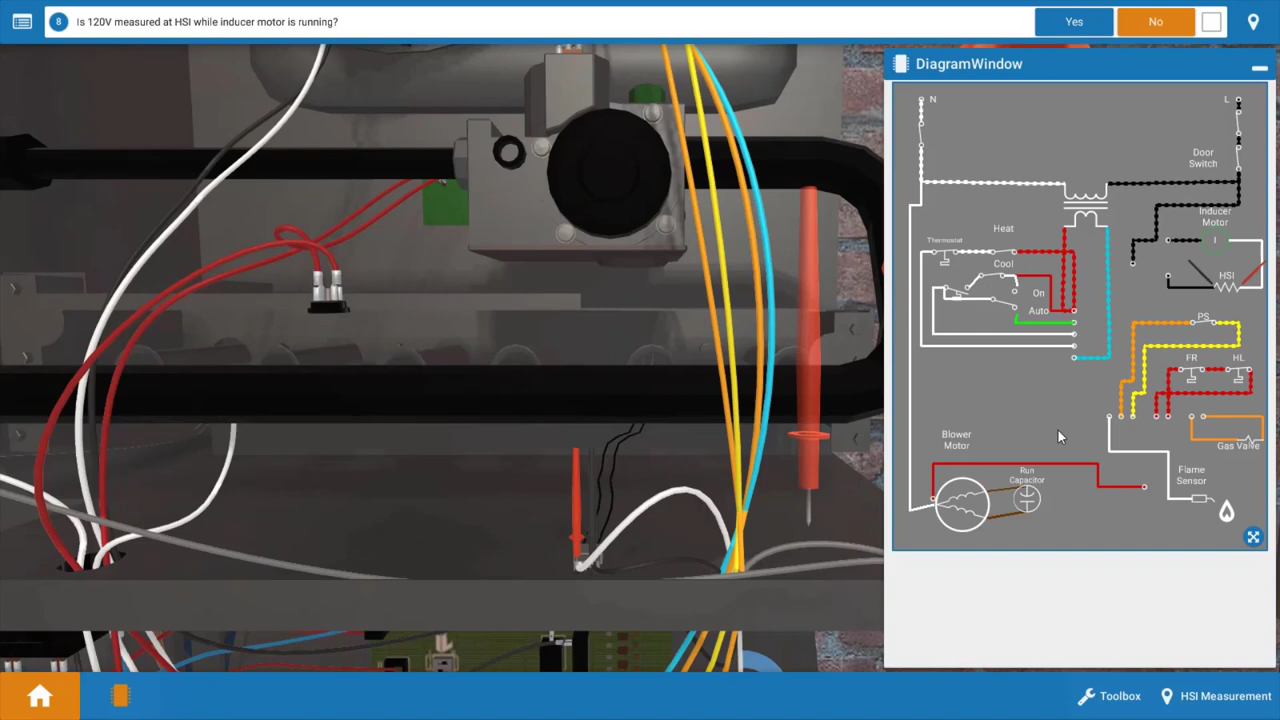 8 Is 120V measured at HSI while inducer motor is running? Yes No
DiagramWindow
N L
Door
Switch
Inducer
Motor
Heat
Thermostat
Cool
HSI
On
Auto
PS
FR HL
Gas Valve
Blower
Motor
Run
Capacitor
Flame
Sensor
Toolbox HSI Measurement